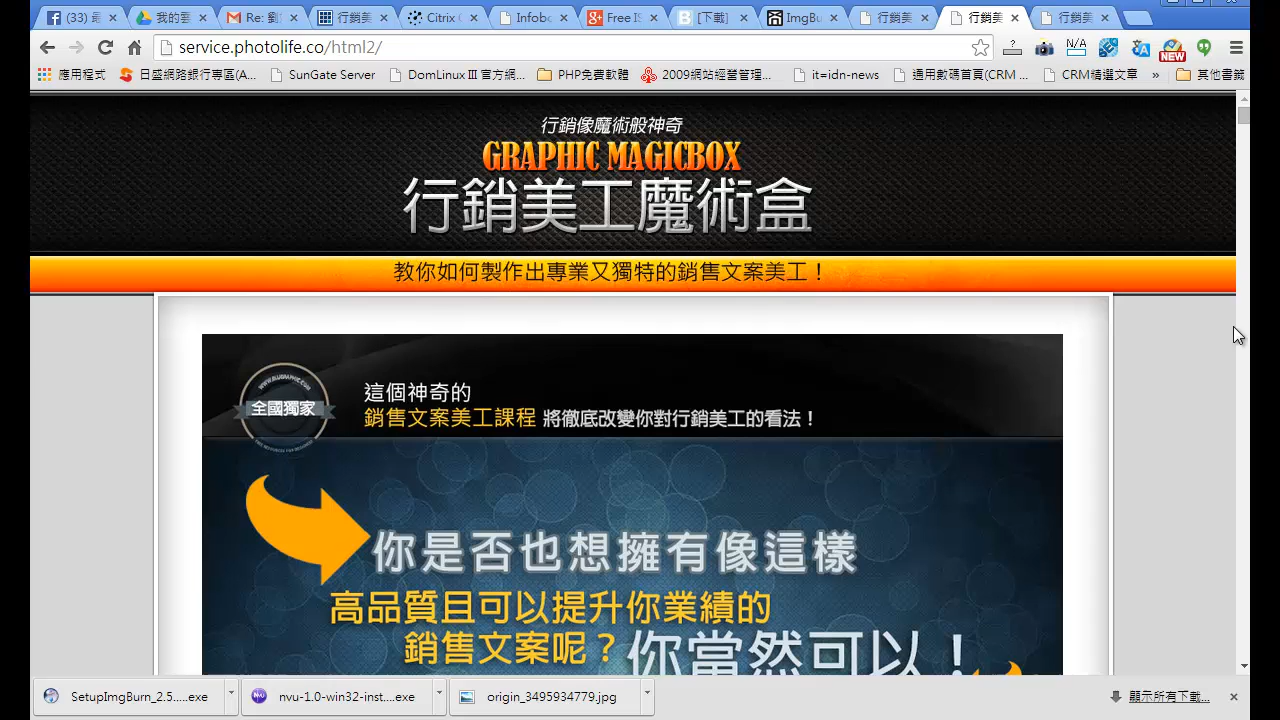 (33) 最
我的雲
Gmail Re: 劉
行銷美
Citrix
Infob
Free IS
[下載]
ImgBu
行銷美
行銷美
行銷美
service.photolife.co/html2/
N/A
NEW
應用程式
日盛網路銀行專區(A...
SunGate Server
DomLinux III官方網...
PHP免費軟體
2009網站經營管理...
it=idn-news
通用數碼首頁(CRM ...
CRM精選文章
»
其他書籤
行銷像魔術般神奇
GRAPHIC MAGICBOX
行銷美工魔術盒
教你如何製作出專業又獨特的銷售文案美工！
全國獨家
這個神奇的
銷售文案美工課程 將徹底改變你對行銷美工的看法！
你是否也想擁有像這樣
高品質且可以提升你業績的
銷售文案呢？你當然可以！
SetupImgBurn_2.5.....exe
nvu-1.0-win32-inst....exe
origin_3495934779.jpg
顯示所有下載...